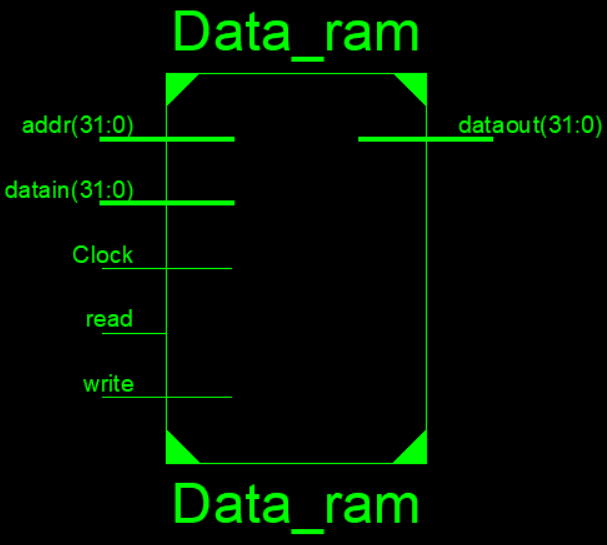 Data_ram
addr(31:0)
dataout(31:0)
datain(31:0)
Clock
read
write
Data_ram